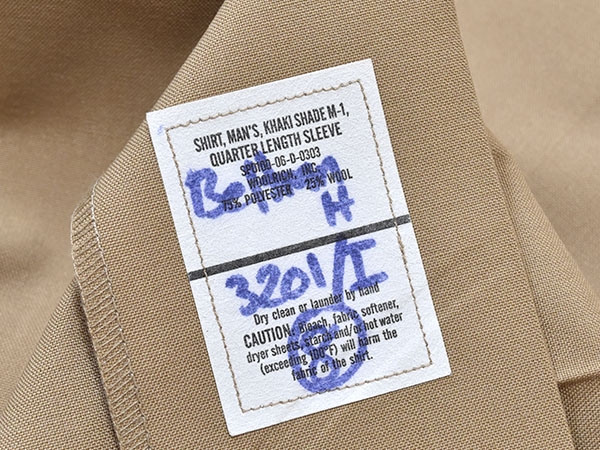 SHIRT, MAN'S, KHAKI SHADE M-1,
QUARTER LENGTH SLEEVE
SPO100-06-D-0303
WOOLRICH, INC.
75% POLYESTER 25% WOOL
H
3201/I
Dry clean or launder by hand
CAUTION: Bleach, fabric softener,
dryer sheets, starch and/or hot water
(exceeding 100°F) will harm the
fabric of the shirt.